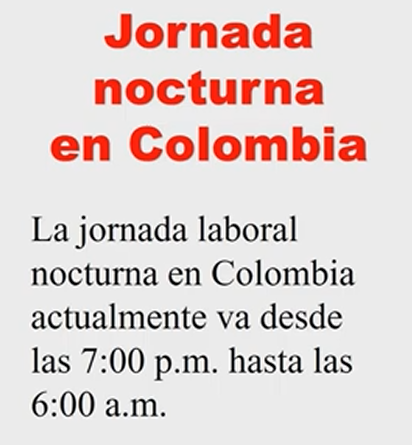 Jornada
nocturna
en Colombia
La jornada laboral
nocturna en Colombia
actualmente va desde
las 7:00 p.m. hasta las
6:00 a.m.